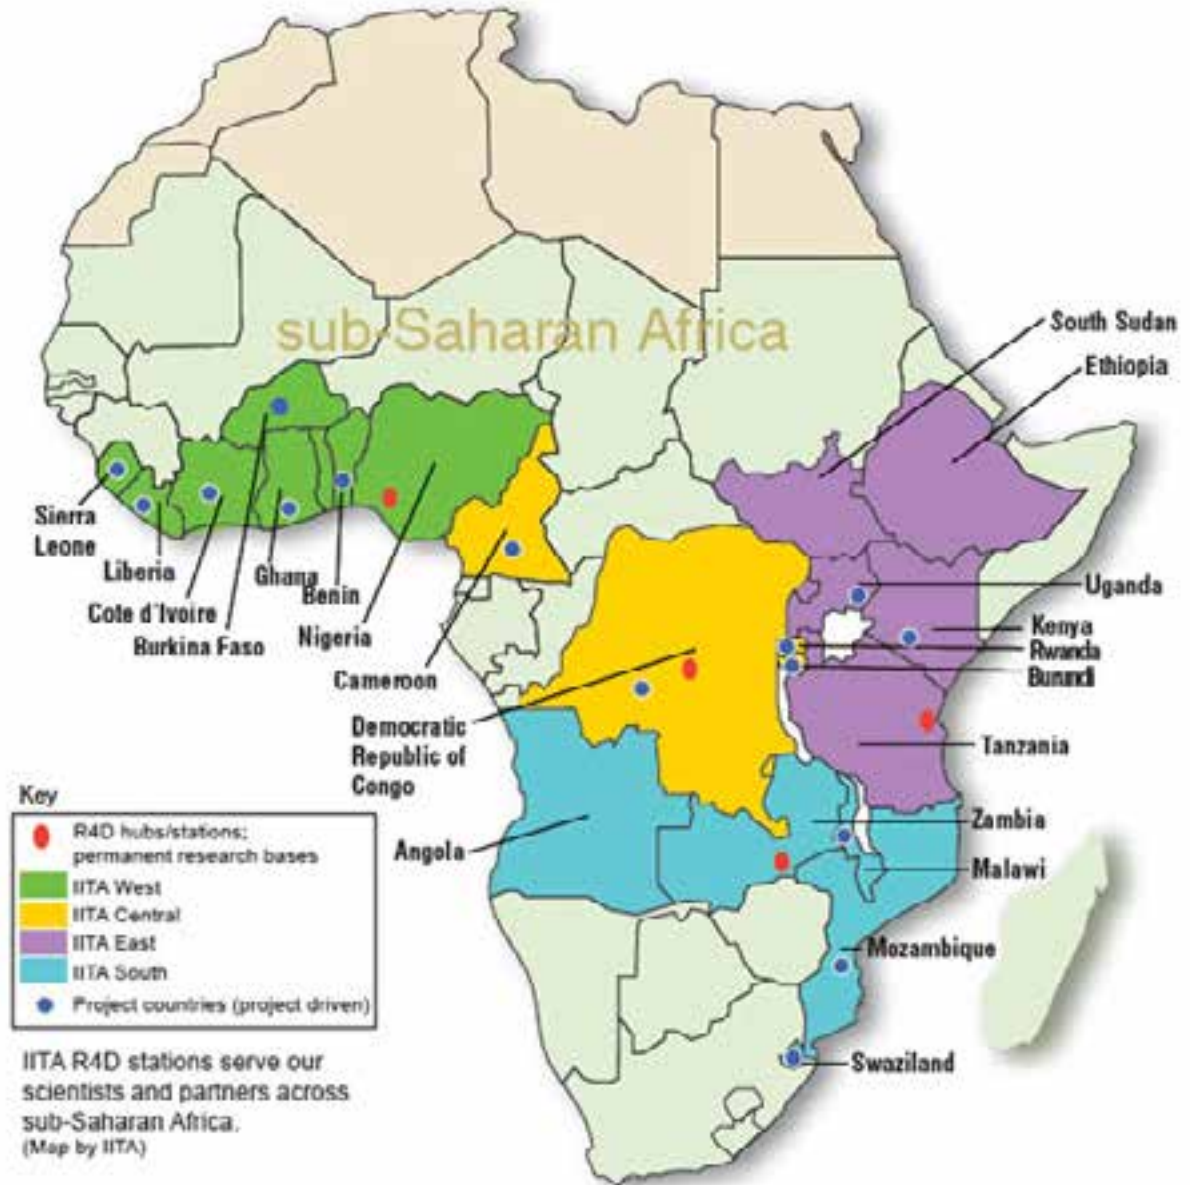 sub-Saharan Africa
South Sudan
Ethiopia
Sierra
Leone
Liberia
Cote d'Ivoire
Burkina Faso
Ghana
Benin
Nigeria
Cameroon
Democratic
Republic of
Congo
Uganda
Kenya
Rwanda
Burundi
Tanzania
Angola
Zambia
Malawi
Mozambique
Swaziland
Key
R4D hubs/stations;
permanent research bases
IITA West
IITA Central
IITA East
IITA South
Project countries (project driven)
IITA R4D stations serve our
scientists and partners across
sub-Saharan Africa.
(Map by IITA)